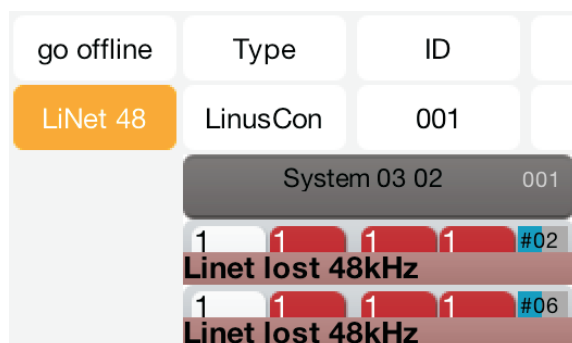 go offline Type ID
LiNet 48 LinusCon 001
System 03 02 001
1 1 1 1 #02
Linet lost 48kHz
1 1 1 1 #06
Linet lost 48kHz